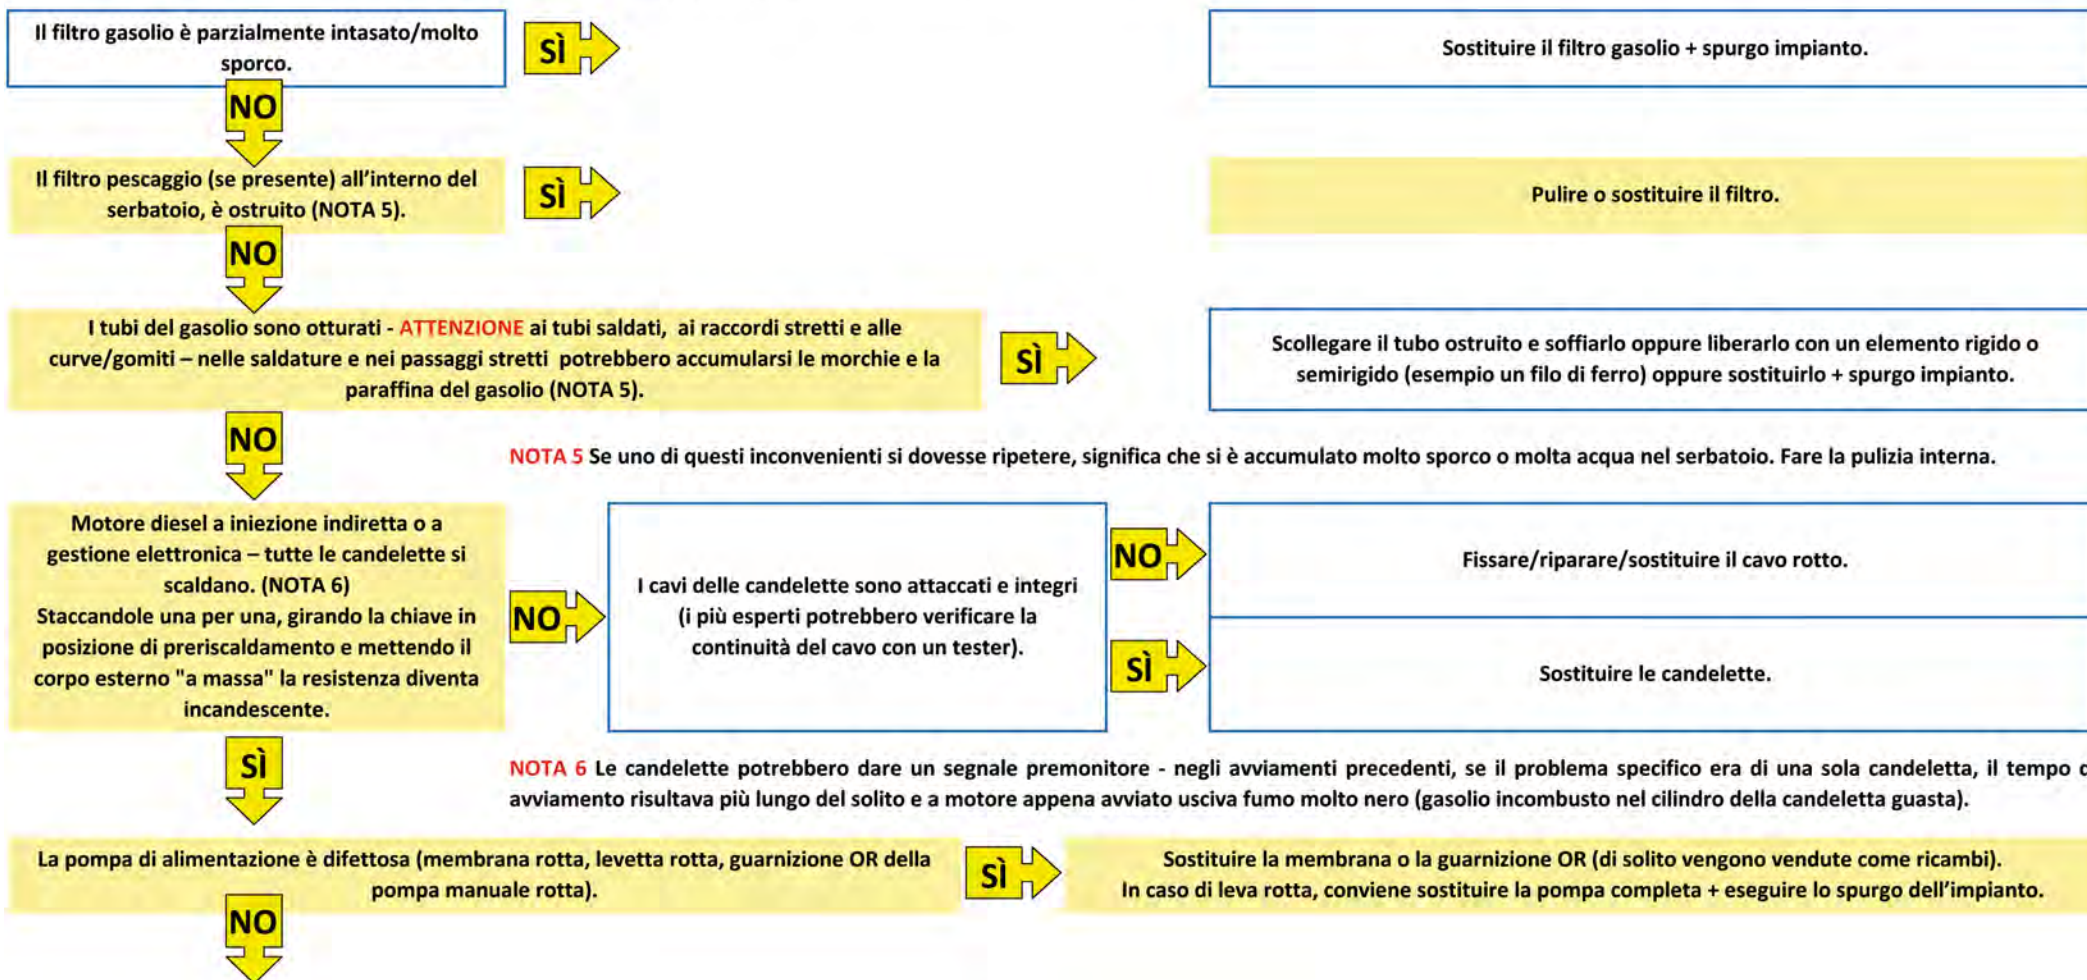 Il filtro gasolio è parzialmente intasato/molto
sporco.
SÌ
Sostituire il filtro gasolio + spurgo impianto.
NO
Il filtro pescaggio (se presente) all'interno del
serbatoio, è ostruito (NOTA 5).
SÌ
Pulire o sostituire il filtro.
NO
I tubi del gasolio sono otturati - ATTENZIONE ai tubi saldati, ai raccordi stretti e alle
curve/gomiti – nelle saldature e nei passaggi stretti potrebbero accumularsi le morchie e la
paraffina del gasolio (NOTA 5).
SÌ
Scollegare il tubo ostruito e soffiarlo oppure liberarlo con un elemento rigido o
semirigido (esempio un filo di ferro) oppure sostituirlo + spurgo impianto.
NO
NOTA 5 Se uno di questi inconvenienti si dovesse ripetere, significa che si è accumulato molto sporco o molta acqua nel serbatoio. Fare la pulizia interna.
Motore diesel a iniezione indiretta o a
gestione elettronica – tutte le candelette si
scaldano. (NOTA 6)
Staccandole una per una, girando la chiave in
posizione di preriscaldamento e mettendo il
corpo esterno "a massa" la resistenza diventa
incandescente.
NO
I cavi delle candelette sono attaccati e integri
(i più esperti potrebbero verificare la
continuità del cavo con un tester).
NO
Fissare/riparare/sostituire il cavo rotto.
SÌ
Sostituire le candelette.
SÌ
NOTA 6 Le candelette potrebbero dare un segnale premonitore - negli avviamenti precedenti, se il problema specifico era di una sola candeletta, il tempo
avviamento risultava più lungo del solito e a motore appena avviato usciva fumo molto nero (gasolio incombusto nel cilindro della candeletta guasta).
La pompa di alimentazione è difettosa (membrana rotta, levetta rotta, guarnizione OR della
pompa manuale rotta).
SÌ
Sostituire la membrana o la guarnizione OR (di solito vengono vendute come ricambi).
In caso di leva rotta, conviene sostituire la pompa completa + eseguire lo spurgo dell'impianto.
NO